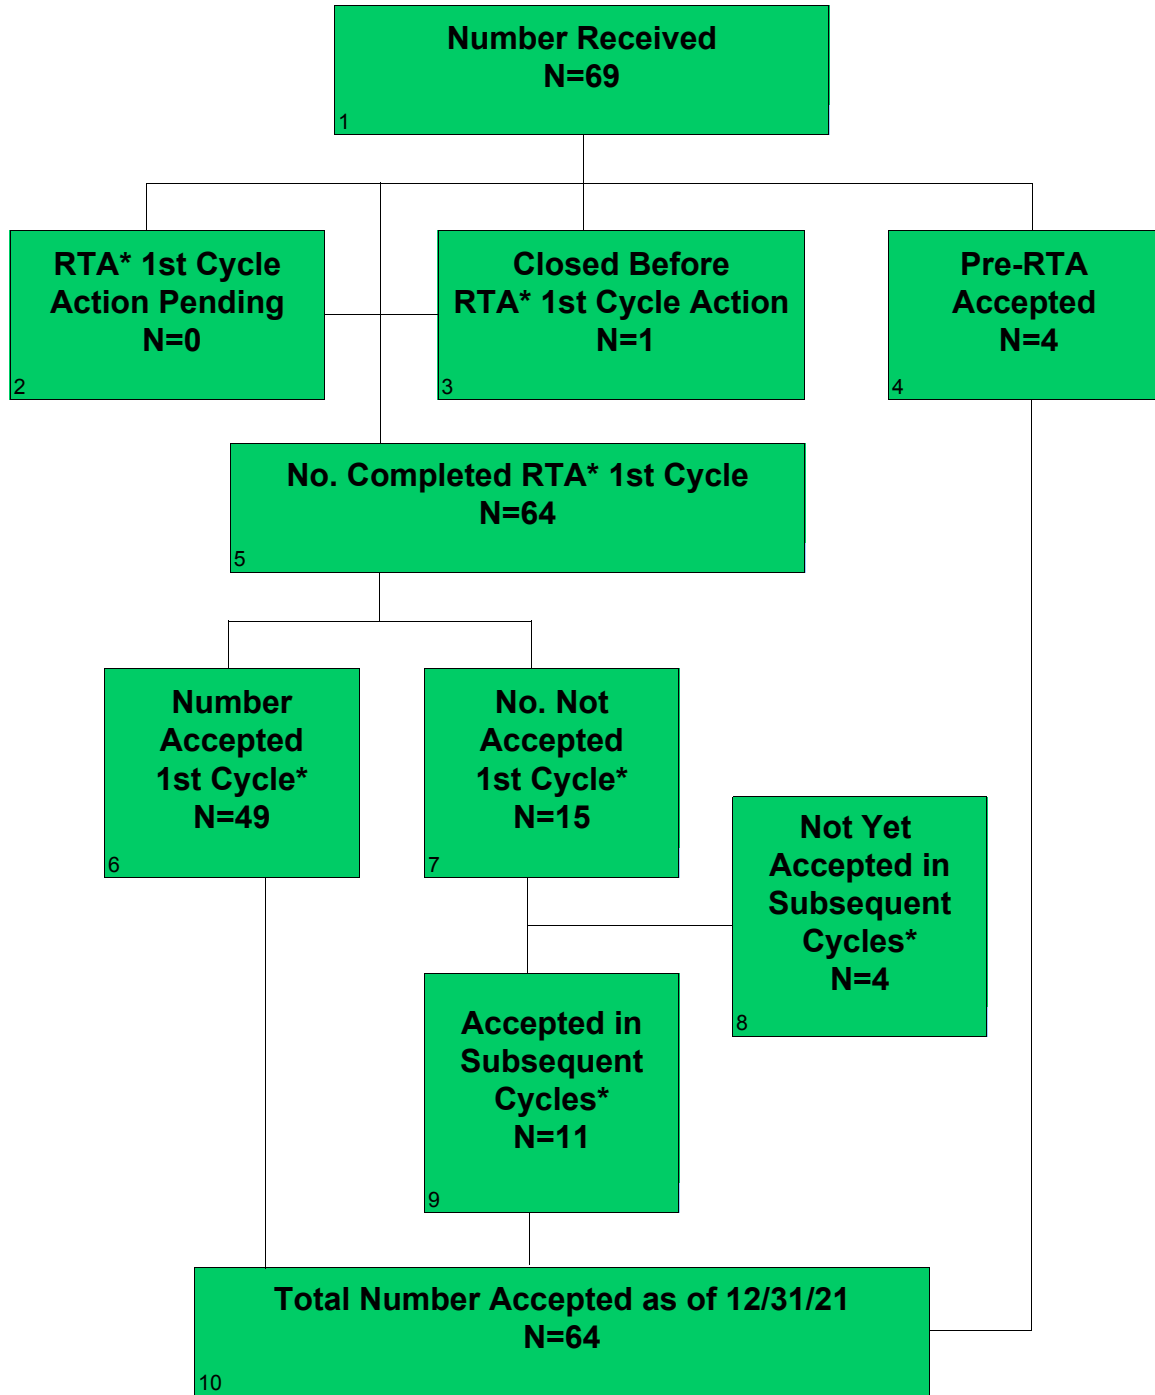 Number Received
N=69
1
RTA* 1st Cycle
Action Pending
N=0
2
Closed Before
RTA* 1st Cycle Action
N=1
3
Pre-RTA
Accepted
N=4
4
No. Completed RTA* 1st Cycle
N=64
5
Number
Accepted
1st Cycle*
N=49
6
No. Not
Accepted
1st Cycle*
N=15
7
Not Yet
Accepted in
Subsequent
Cycles*
N=4
8
Accepted in
Subsequent
Cycles*
N=11
9
Total Number Accepted as of 12/31/21
N=64
10